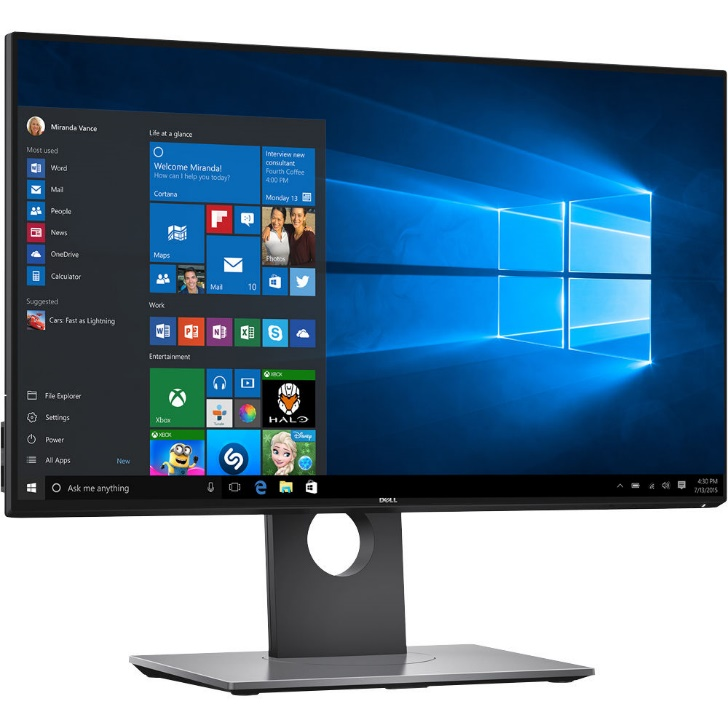 Miranda Vance
Most used
Word
Mail
People
News
OneDrive
Calculator
Suggested
Cars: Fast as Lightning
File Explorer
Settings
Power
All Apps New
Life at a glance
Welcome Miranda!
How can I help you today?
Cortana
Interview new
consultant
Fourth Coffee
4:00 PM
Monday 13
Maps
Mail 10
Photos
Work
Entertainment
Xbox
XBOX
HALO
XBOX
Disney
Ask me anything
4:30 PM
7/13/2015
DELL